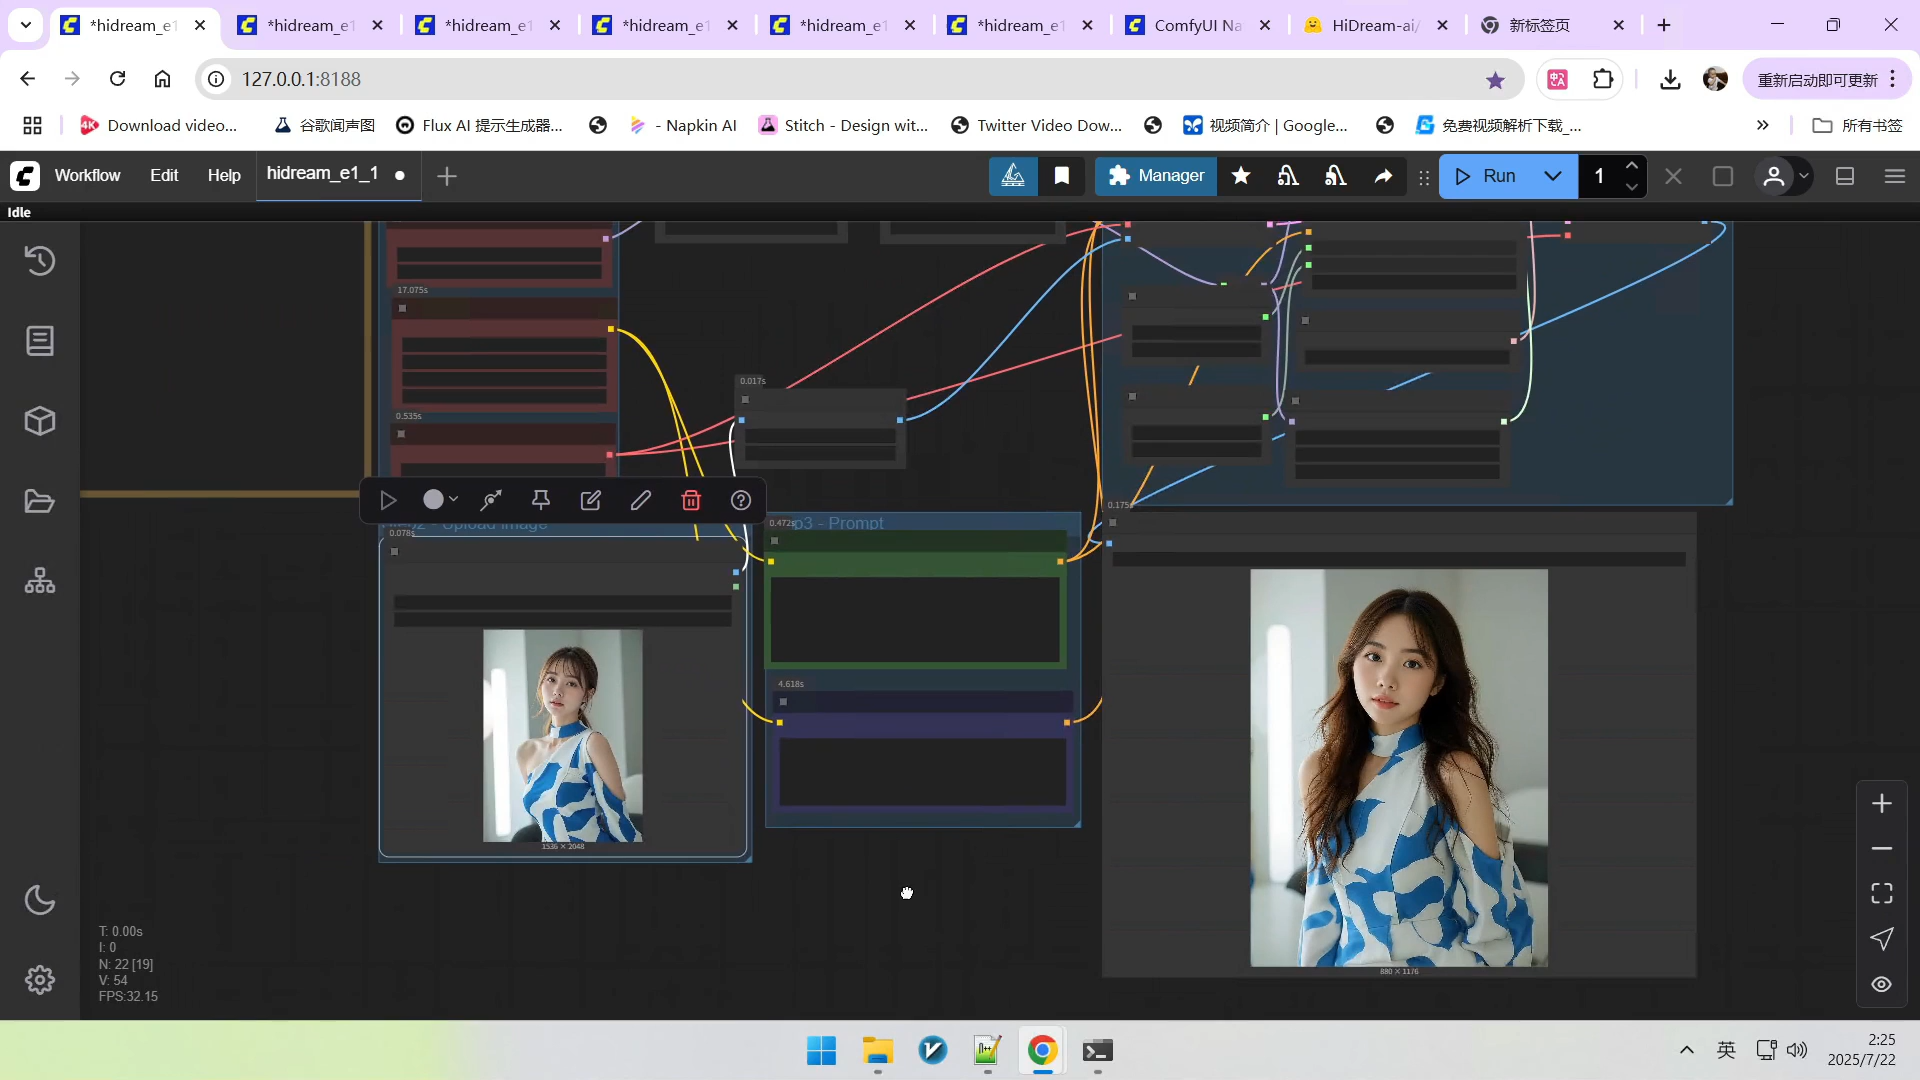 *hidream_e1
*hidream_e1
*hidream_e1
*hidream_e1
*hidream_e1
*hidream_e1
ComfyUI Na
HiDream-ai/
新标签页
127.0.0.1:8188
重新启动即可更新
Download video...
谷歌闻声图
Flux AI 提示生成器...
- Napkin AI
Stitch - Design wit...
Twitter Video Dow...
视频简介 | Google...
免费视频解析下载_...
所有书签
Workflow
Edit
Help
hidream_e1_1
Manager
Run
1
Idle
17.075s
0.535s
0.017s
0.175s
Upload Image
0.078s
0.472s
p3 - Prompt
4.618s
1536 × 2048
880 × 1176
T: 0.00s
I: 0
N: 22 [19]
V: 54
FPS:32.15
英
2:25
2025/7/22